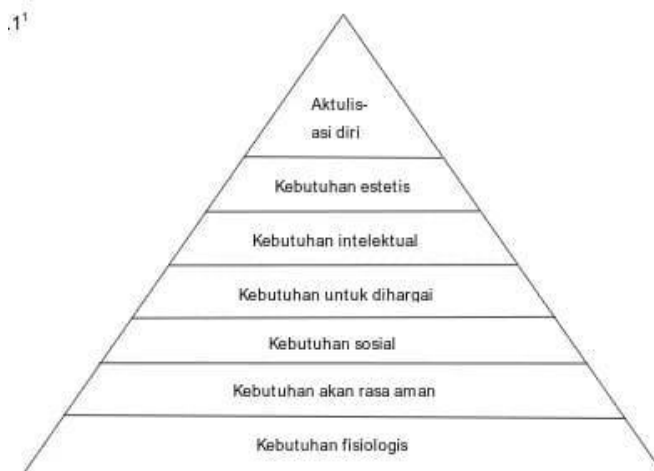 .1¹
Aktulis-
asi diri
Kebutuhan estetis
Kebutuhan intelektual
Kebutuhan untuk dihargai
Kebutuhan sosial
Kebutuhan akan rasa aman
Kebutuhan fisiologis